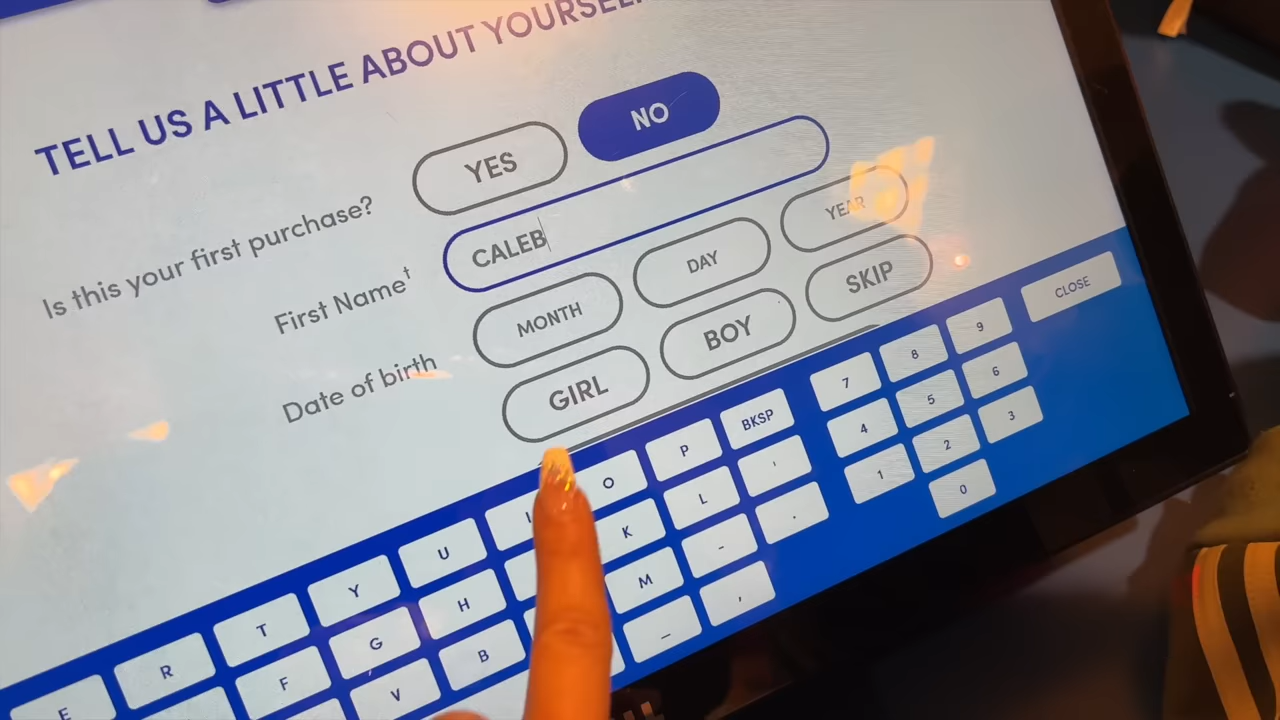 TELL US A LITTLE ABOUT YOURSELF
Is this your first purchase? YES NO
First Name† CALEB
Date of birth MONTH DAY YEAR
GIRL BOY SKIP
E R T Y U I O P BKSP 7 8 9 CLOSE
F G H K L ' 4 5 6
V B M - . 1 2 3
_ , 0